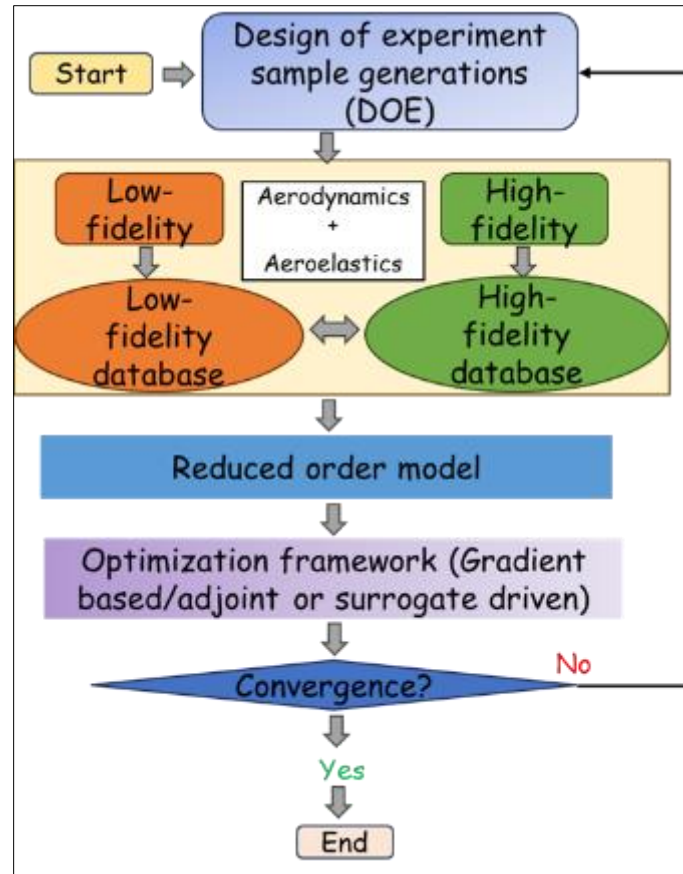 Start
Design of experiment
sample generations
(DOE)
Low-
fidelity
Aerodynamics
+
Aeroelastics
High-
fidelity
Low-
fidelity
database
High-
fidelity
database
Reduced order model
Optimization framework (Gradient
based/adjoint or surrogate driven)
Convergence?
No
Yes
End